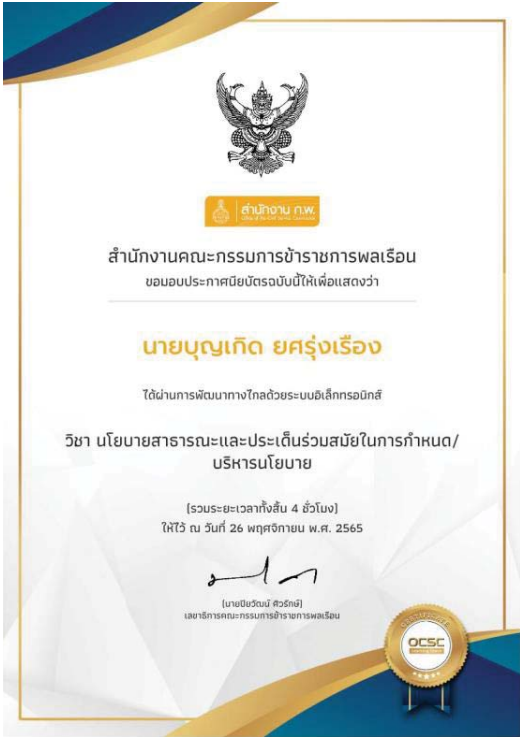 สำนักงาน ก.พ.
Office of the Civil Service Commission
สำนักงานคณะกรรมการข้าราชการพลเรือน
ขอมอบประกาศนียบัตรฉบับนี้ให้เพื่อแสดงว่า
นายบุญเกิด ยศรุ่งเรือง
ได้ผ่านการพัฒนาทางไกลด้วยระบบอิเล็กทรอนิกส์
วิชา นโยบายสาธารณะและประเด็นร่วมสมัยในการกำหนด/
บริหารนโยบาย
(รวมระยะเวลาทั้งสิ้น 4 ชั่วโมง)
ให้ไว้ ณ วันที่ 26 พฤศจิกายน พ.ศ. 2565
(นายปิยวัฒน์ ศิวรักษ์)
เลขาธิการคณะกรรมการข้าราชการพลเรือน
CERTIFICATE
OCSC